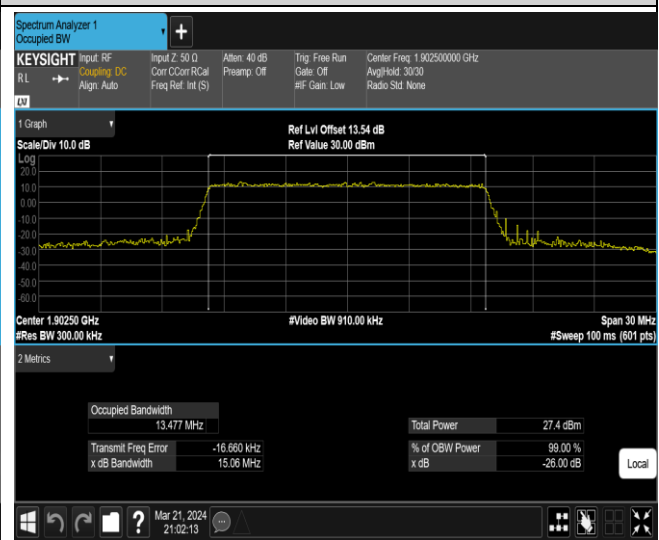 Spectrum Analyzer 1
Occupied BW
+
KEYSIGHT Input: RF Input Z: 50 Ω Atten: 40 dB Trig: Free Run Center Freq: 1.902500000 GHz
RL Coupling: DC Corr CCorr RCal Preamp: Off Gate: Off Avg|Hold: 30/30
Align: Auto Freq Ref: Int (S) #IF Gain: Low Radio Std: None
LXI
1 Graph
Ref Lvl Offset 13.54 dB
Scale/Div 10.0 dB Ref Value 30.00 dBm
Log
20.0
10.0
0.00
-10.0
-20.0
-30.0
-40.0
-50.0
-60.0
Center 1.90250 GHz #Video BW 910.00 kHz Span 30 MHz
#Res BW 300.00 kHz #Sweep 100 ms (601 pts)
2 Metrics
Occupied Bandwidth
13.477 MHz Total Power 27.4 dBm
Transmit Freq Error -16.660 kHz % of OBW Power 99.00 %
x dB Bandwidth 15.06 MHz x dB -26.00 dB
Local
? Mar 21, 2024
21:02:13